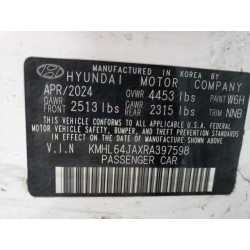 MANUFACTURED IN KOREA BY
HYUNDAI MOTOR COMPANY
APR/2024 GVWR 4453 lbs PAINT W6H
GAWR FRONT 2513 lbs GAWR REAR 2315 lbs TRIM NNB
THIS VEHICLE CONFORMS TO ALL APPLICABLE U.S. FEDERAL
MOTOR VEHICLE SAFETY, BUMPER, AND THEFT PREVENTION
STANDARDS IN EFFECT ON THE DATE OF MANUFACTURE SHOWN ABOVE.
V.I.N KMHL64JAXRA397598
PASSENGER CAR